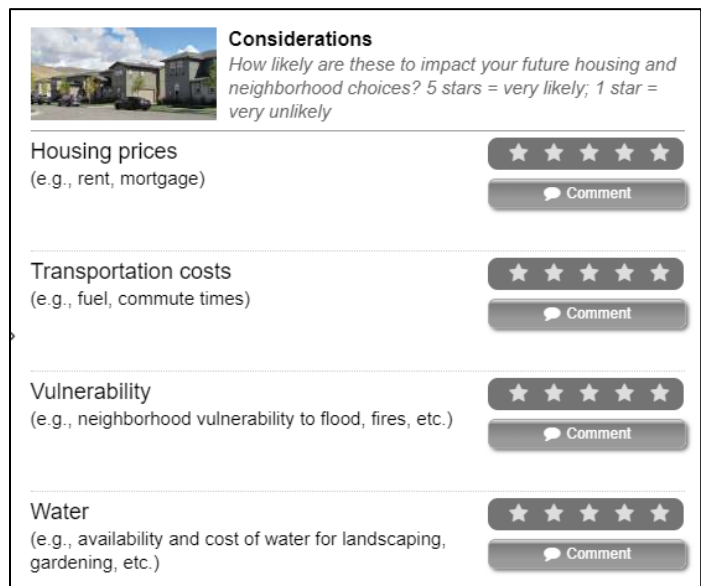 Considerations
How likely are these to impact your future housing and
neighborhood choices? 5 stars = very likely; 1 star =
very unlikely
Housing prices
(e.g., rent, mortgage)
Comment
Transportation costs
(e.g., fuel, commute times)
Comment
Vulnerability
(e.g., neighborhood vulnerability to flood, fires, etc.)
Comment
Water
(e.g., availability and cost of water for landscaping,
gardening, etc.)
Comment